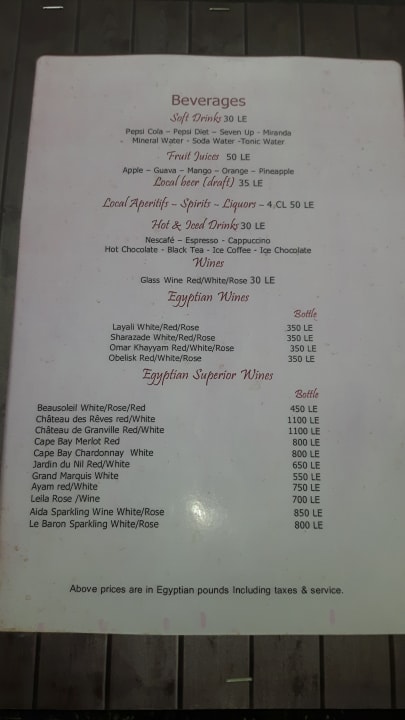 Beverages
Soft Drinks 30 LE
Pepsi Cola – Pepsi Diet – Seven Up - Miranda
Mineral Water - Soda Water -Tonic Water
Fruit Juices 50 LE
Apple – Guava – Mango – Orange – Pineapple
Local beer (draft) 35 LE
Local Aperitifs ~ Spirits ~ Liquors – 4.CL 50 LE
Hot & Iced Drinks 30 LE
Nescafé – Espresso - Cappuccino
Hot Chocolate - Black Tea - Ice Coffee - Ice Chocolate
Wines
Glass Wine Red/White/Rose 30 LE
Egyptian Wines
Bottle
Layali White/Red/Rose 350 LE
Sharazade White/Red/Rose 350 LE
Omar Khayyam Red/White/Rose 350 LE
Obelisk Red/White/Rose 350 LE
Egyptian Superior Wines
Bottle
Beausoleil White/Rose/Red 450 LE
Château des Rêves red/White 1100 LE
Château de Granville Red/White 1100 LE
Cape Bay Merlot Red 800 LE
Cape Bay Chardonnay White 800 LE
Jardin du Nil Red/White 650 LE
Grand Marquis White 550 LE
Ayam red/White 750 LE
Leila Rose /Wine 700 LE
Aida Sparkling Wine White/Rose 850 LE
Le Baron Sparkling White/Rose 800 LE
Above prices are in Egyptian pounds Including taxes & service.